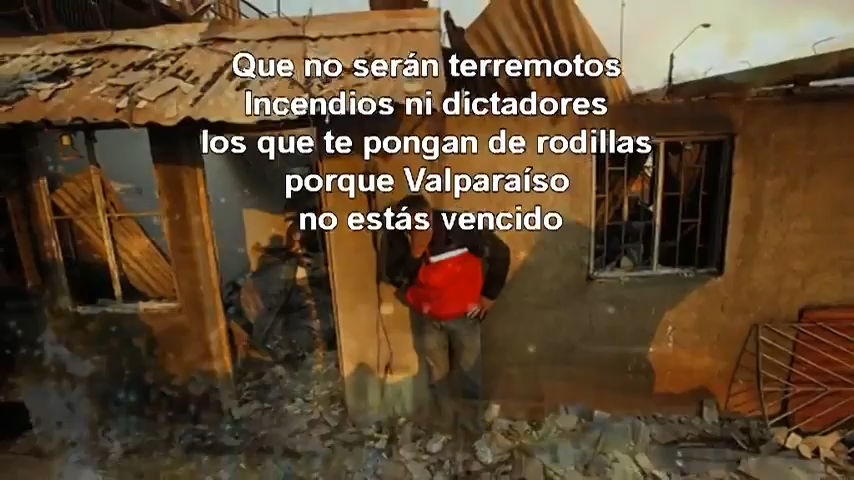 Que no serán terremotos
Incendios ni dictadores
los que te pongan de rodillas
porque Valparaíso
no estás vencido